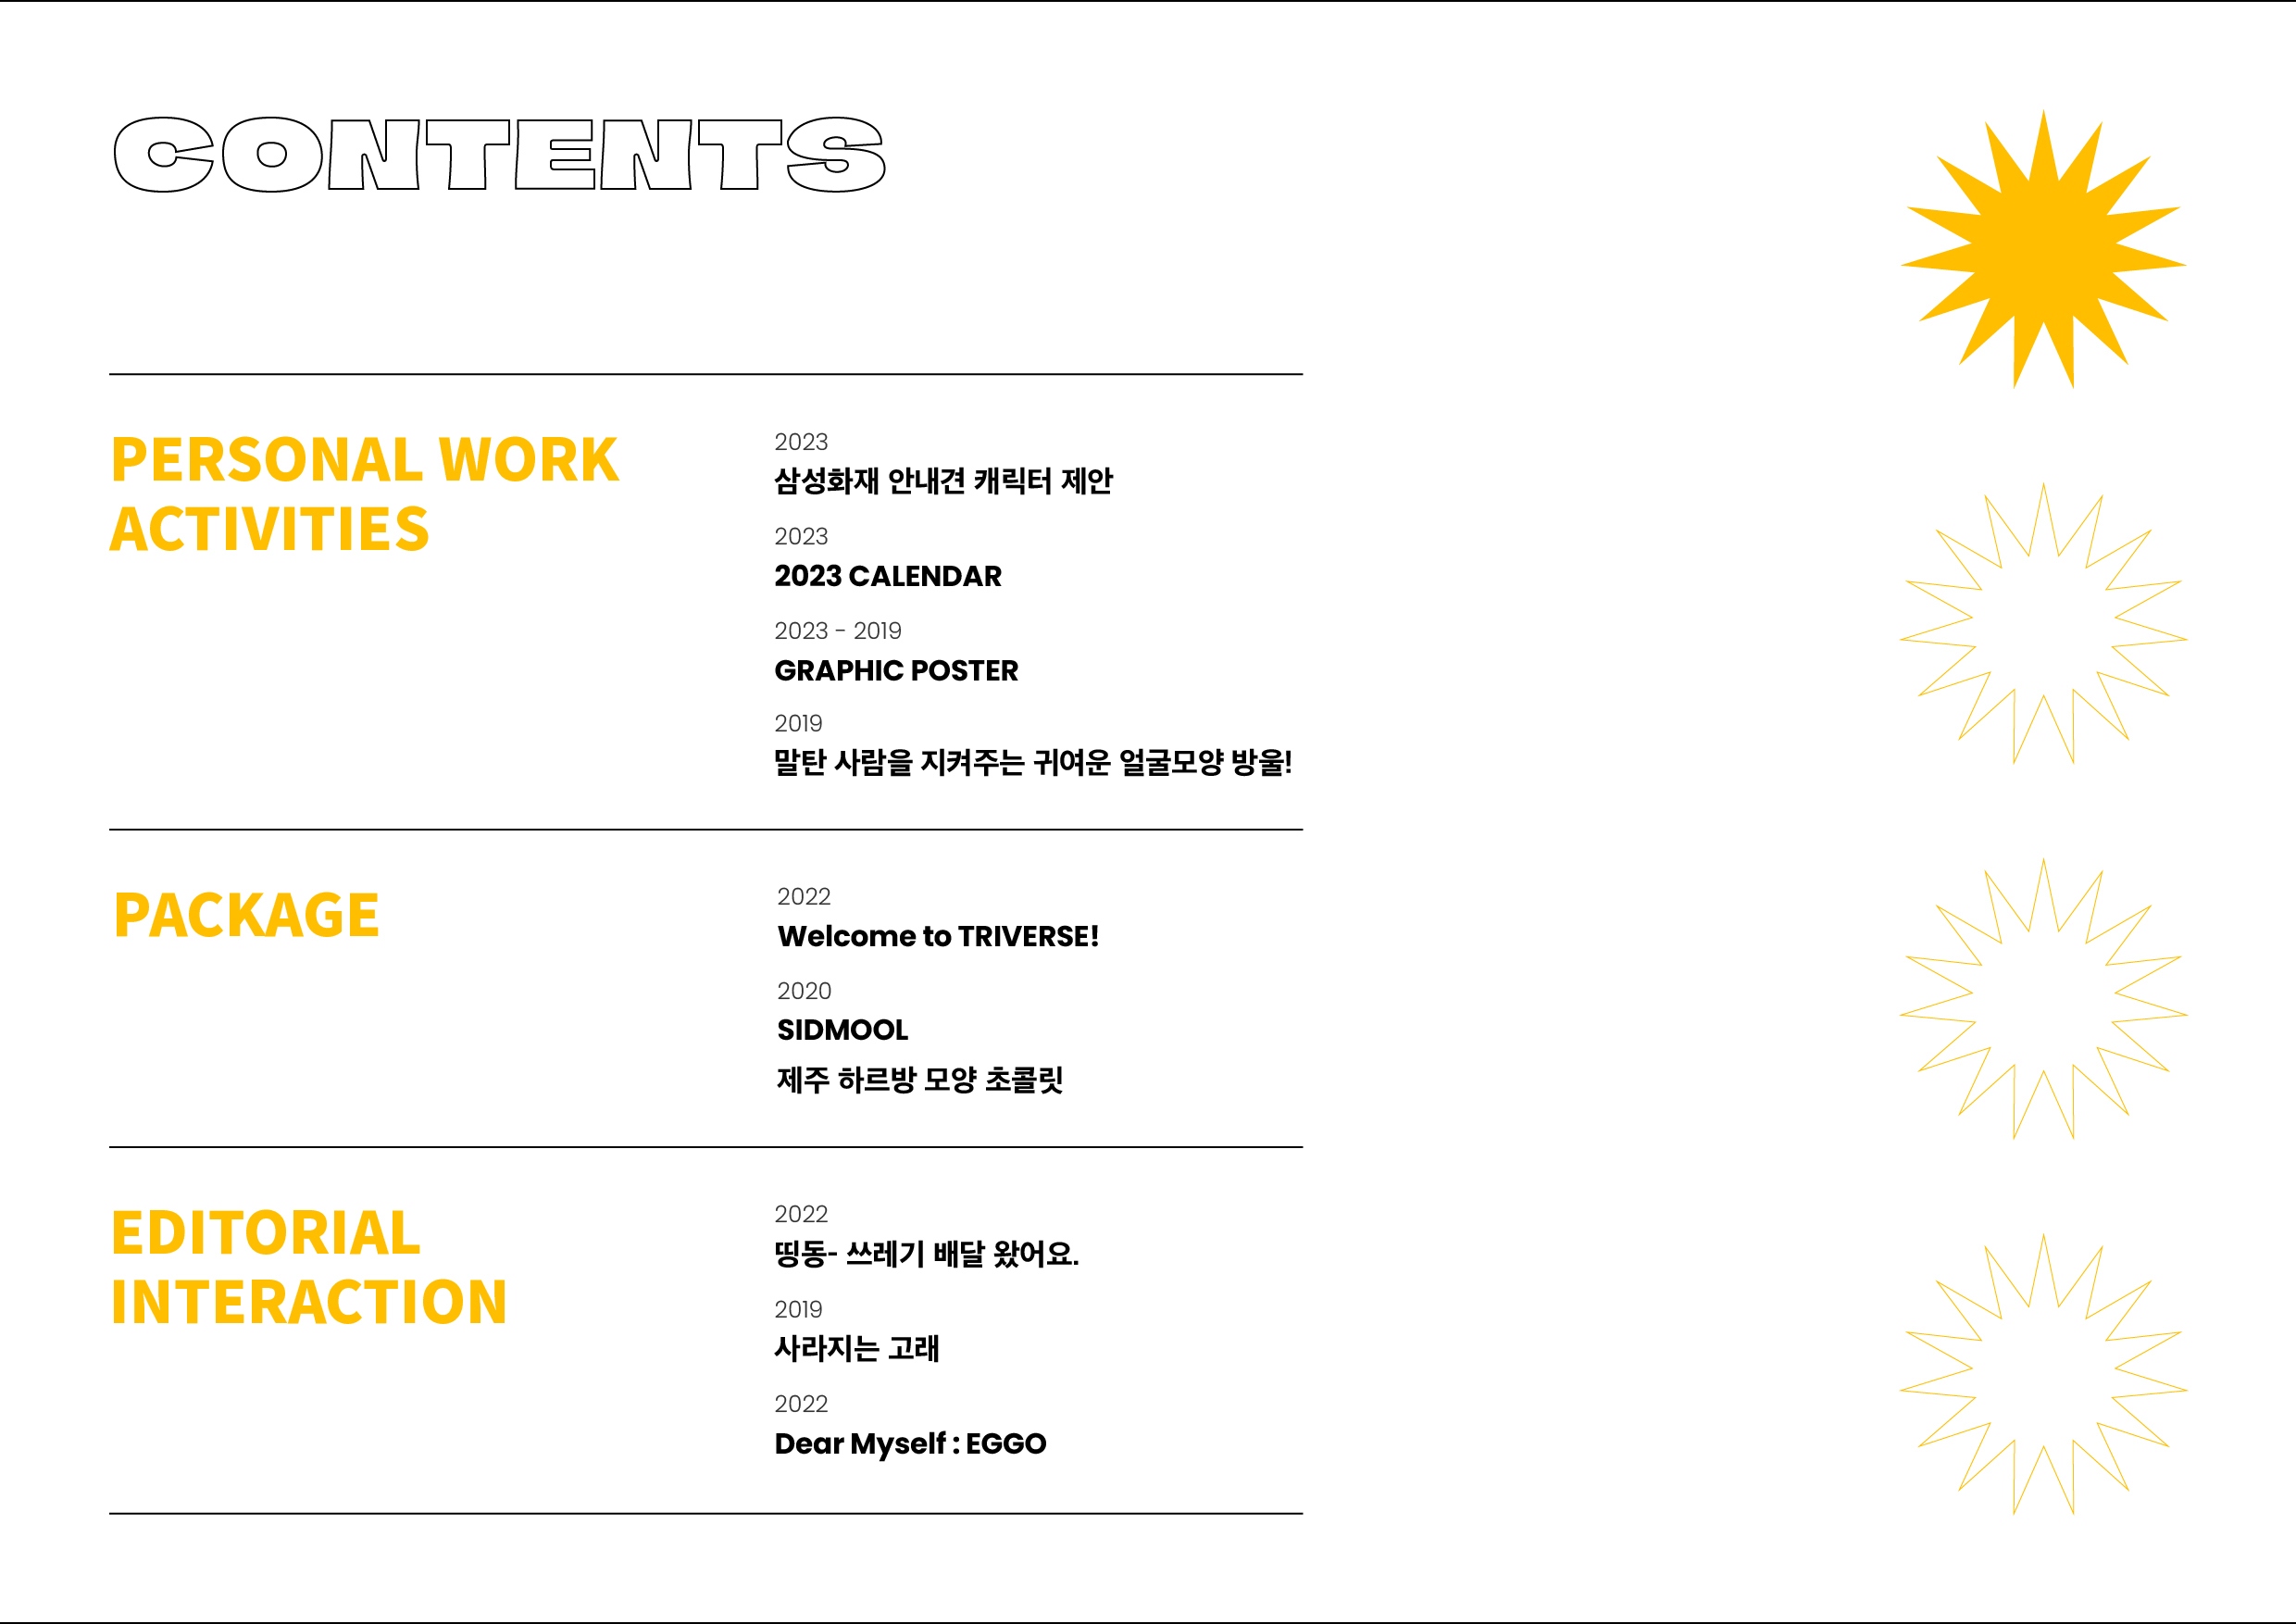 CONTENTS
PERSONAL WORK
ACTIVITIES
2023
삼성화재 안내견 캐릭터 제안
2023
2023 CALENDAR
2023 - 2019
GRAPHIC POSTER
2019
말탄 사람을 지켜주는 귀여운 얼굴모양 방울!
PACKAGE
2022
Welcome to TRIVERSE!
2020
SIDMOOL
제주 하르방 모양 초콜릿
EDITORIAL
INTERACTION
2022
띵동- 쓰레기 배달 왔어요.
2019
사라지는 고래
2022
Dear Myself : EGGO